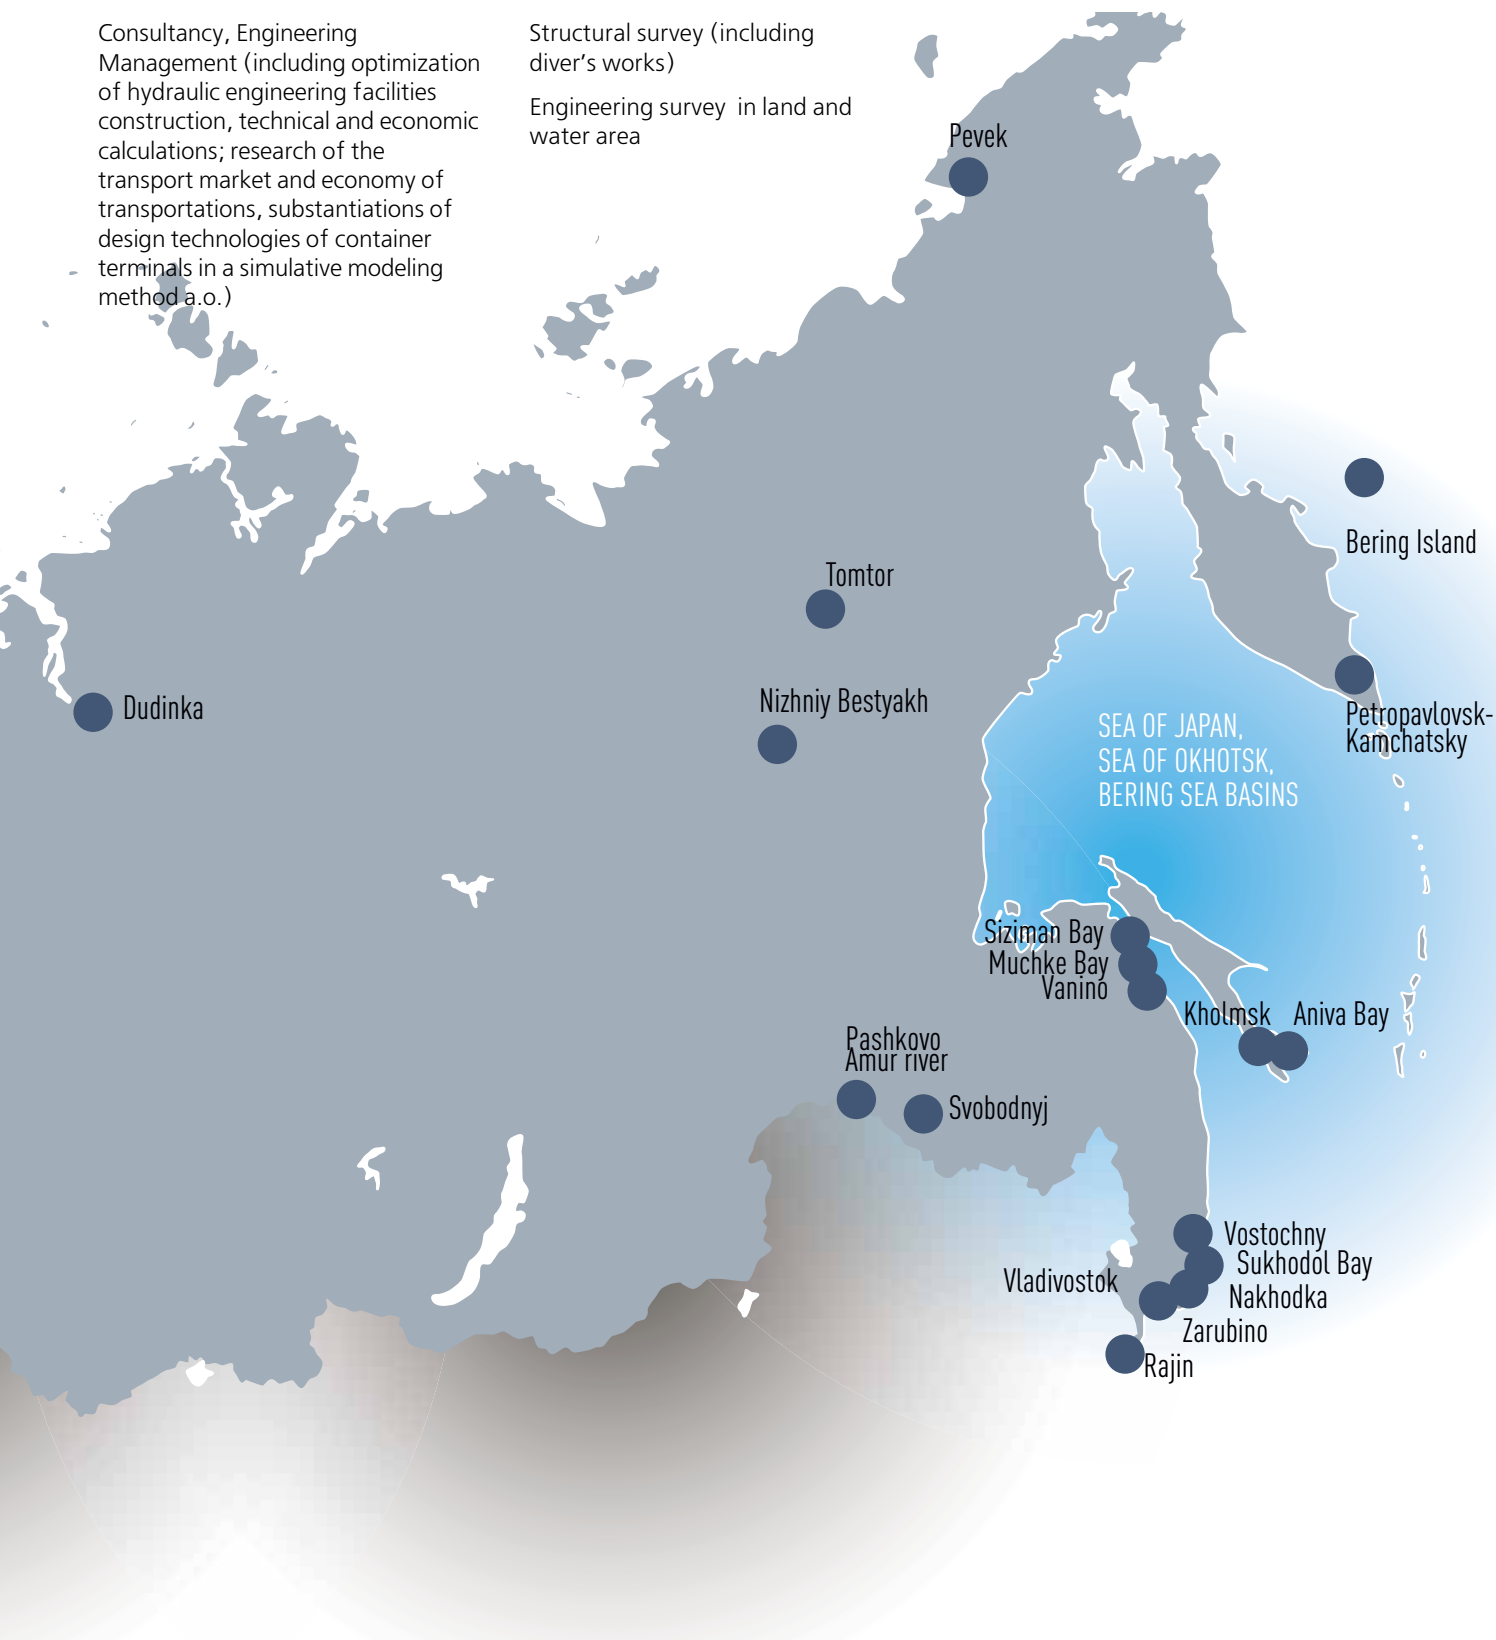 Consultancy, Engineering
Management (including optimization
of hydraulic engineering facilities
construction, technical and economic
calculations; research of the
transport market and economy of
transportations, substantiations of
design technologies of container
terminals in a simulative modeling
method a.o.)
Structural survey (including
diver's works)
Engineering survey in land and
water area
Pevek
Bering Island
Tomtor
Nizhniy Bestyakh
Dudinka
Petropavlovsk-
Kamchatsky
SEA OF JAPAN,
SEA OF OKHOTSK,
BERING SEA BASINS
Siziman Bay
Muchke Bay
Vanino
Kholmsk
Aniva Bay
Pashkovo
Amur river
Svobodnyj
Vostochny
Sukhodol Bay
Vladivostok
Nakhodka
Zarubino
Rajin